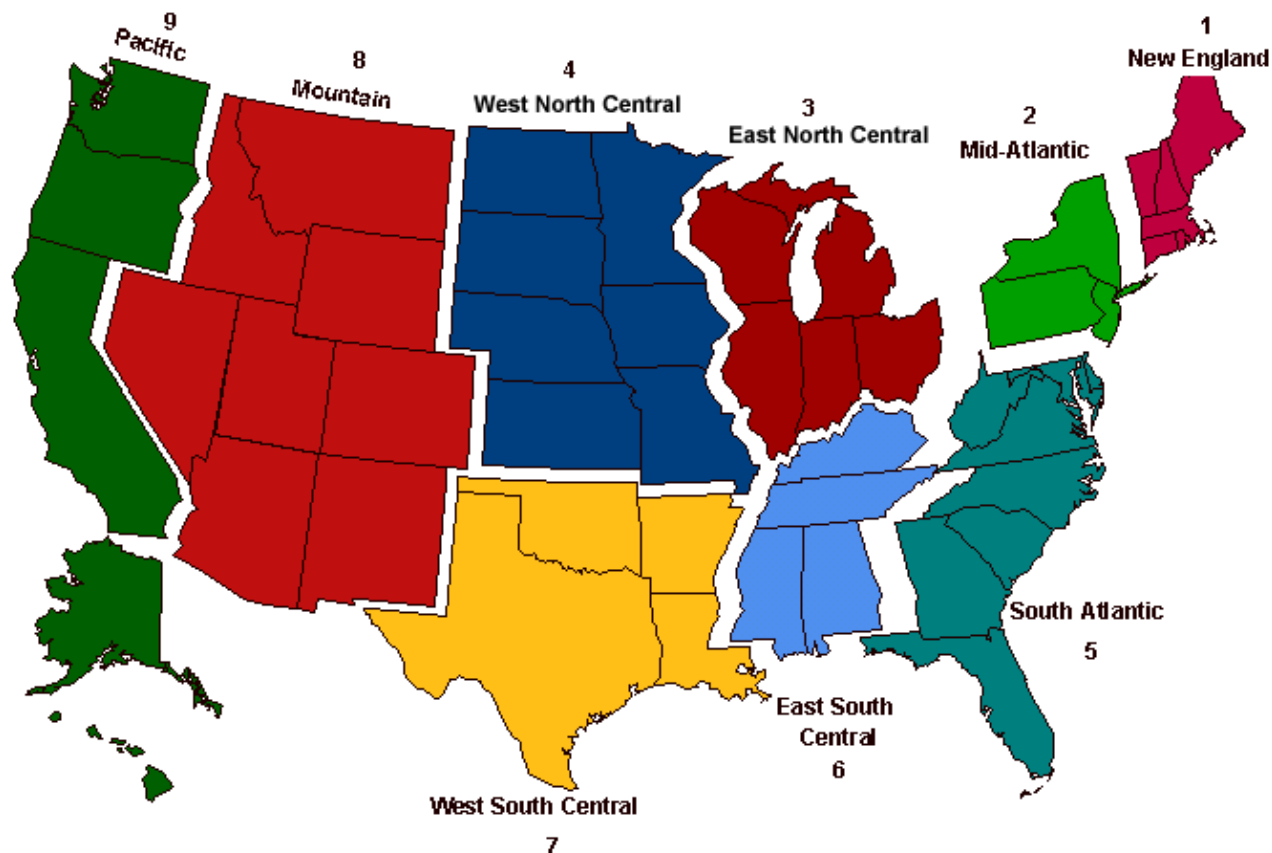 9
Pacific
8
Mountain
4
West North Central
3
East North Central
2
Mid-Atlantic
1
New England
South Atlantic
5
East South
Central
6
West South Central
7